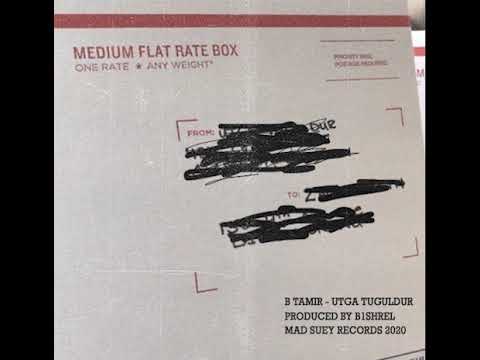 MEDIUM FLAT RATE BOX
ONE RATE ★ ANY WEIGHT*
PRIORITY MAIL
POSTAGE REQUIRED
FROM:
DUR
TO:
B TAMIR - UTGA TUGULDUR
PRODUCED BY B1SHREL
MAD SUEY RECORDS 2020